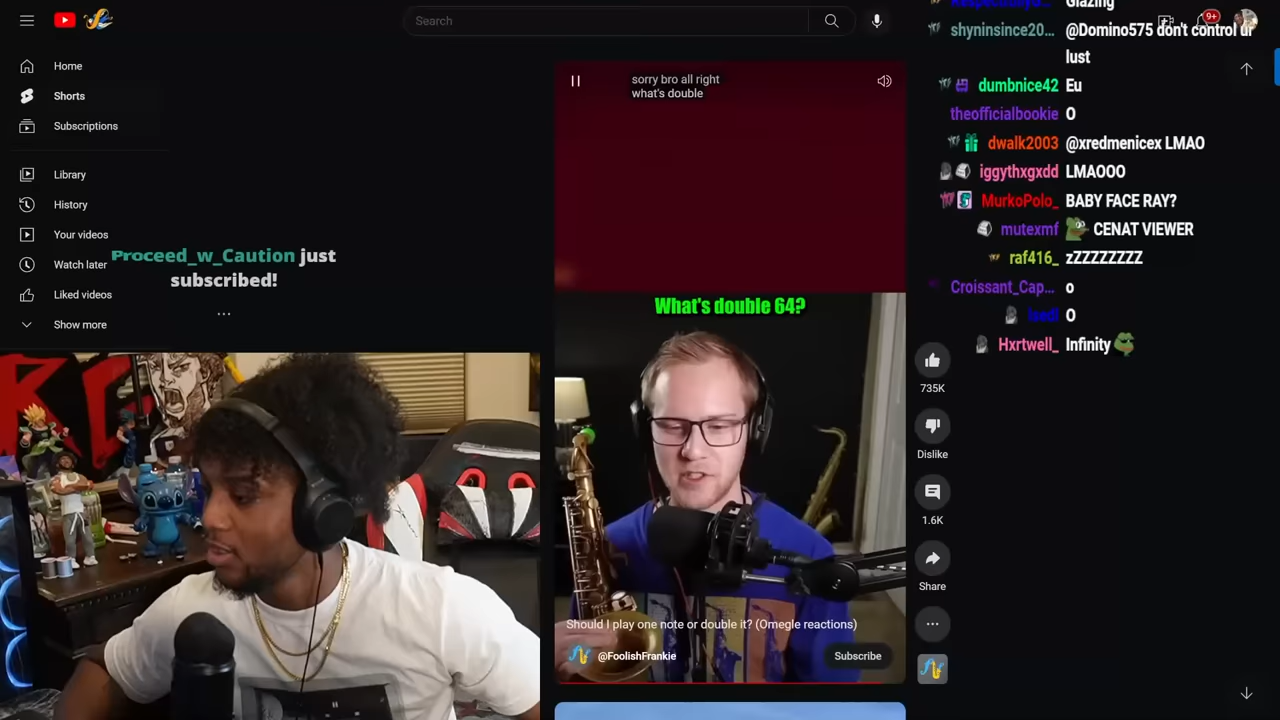 Search
Home
Shorts
Subscriptions
Library
History
Your videos
Watch later
Liked videos
Show more
Proceed_w_Caution just
subscribed!
sorry bro all right
what's double
What's double 64?
Should I play one note or double it? (Omegle reactions)
@FoolishFrankie
Subscribe
735K
Dislike
1.6K
Share
9+
Glazing
shyninsince20... @Domino575 don't control ur
lust
dumbnice42 Eu
theofficialbookie O
dwalk2003 @xredmenicex LMAO
iggythxgxdd LMAOOO
MurkoPolo_ BABY FACE RAY?
mutexmf CENAT VIEWER
raf416_ zZZZZZZZZ
Croissant_Cap... o
O
Hxrtwell_ Infinity